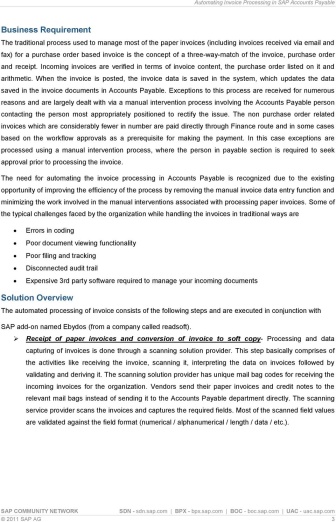 Automating Invoice Processing in SAP Accounts Payable
Business Requirement
The traditional process used to manage most of the paper invoices (including invoices received via email and
fax) for a purchase order based invoice is the concept of a three-way-match of the invoice, purchase order
and receipt. Incoming invoices are verified in terms of invoice content, the purchase order listed on it and
arithmetic. When the invoice is posted, the invoice data is saved in the system, which updates the data
saved in the invoice documents in Accounts Payable. Exceptions to this process are received for numerous
reasons and are largely dealt with via a manual intervention process involving the Accounts Payable person
contacting the person most appropriately positioned to rectify the issue. The non purchase order related
invoices which are considerably fewer in number are paid directly through Finance route and in some cases
based on the workflow approvals as a prerequisite for making the payment. In this case exceptions are
processed using a manual intervention process, where the person in payable section is required to seek
approval prior to processing the invoice.
The need for automating the invoice processing in Accounts Payable is recognized due to the existing
opportunity of improving the efficiency of the process by removing the manual invoice data entry function and
minimizing the work involved in the manual interventions associated with processing paper invoices. Some of
the typical challenges faced by the organization while handling the invoices in traditional ways are
• Errors in coding
• Poor document viewing functionality
• Poor filing and tracking
• Disconnected audit trail
• Expensive 3rd party software required to manage your incoming documents
Solution Overview
The automated processing of invoice consists of the following steps and are executed in conjunction with
SAP add-on named Ebydos (from a company called readsoft).
➢ Receipt of paper invoices and conversion of invoice to soft copy- Processing and data
capturing of invoices is done through a scanning solution provider. This step basically comprises of
the activities like receiving the invoice, scanning it, interpreting the data on invoices followed by
validating and deriving it. The scanning solution provider has unique mail bag codes for receiving the
incoming invoices for the organization. Vendors send their paper invoices and credit notes to the
relevant mail bags instead of sending it to the Accounts Payable department directly. The scanning
service provider scans the invoices and captures the required fields. Most of the scanned field values
are validated against the field format (numerical / alphanumerical / length / data / etc.).
SAP COMMUNITY NETWORK SDN - sdn.sap.com | BPX - bpx.sap.com | BOC - boc.sap.com | UAC - uac.sap.com
© 2011 SAP AG 3